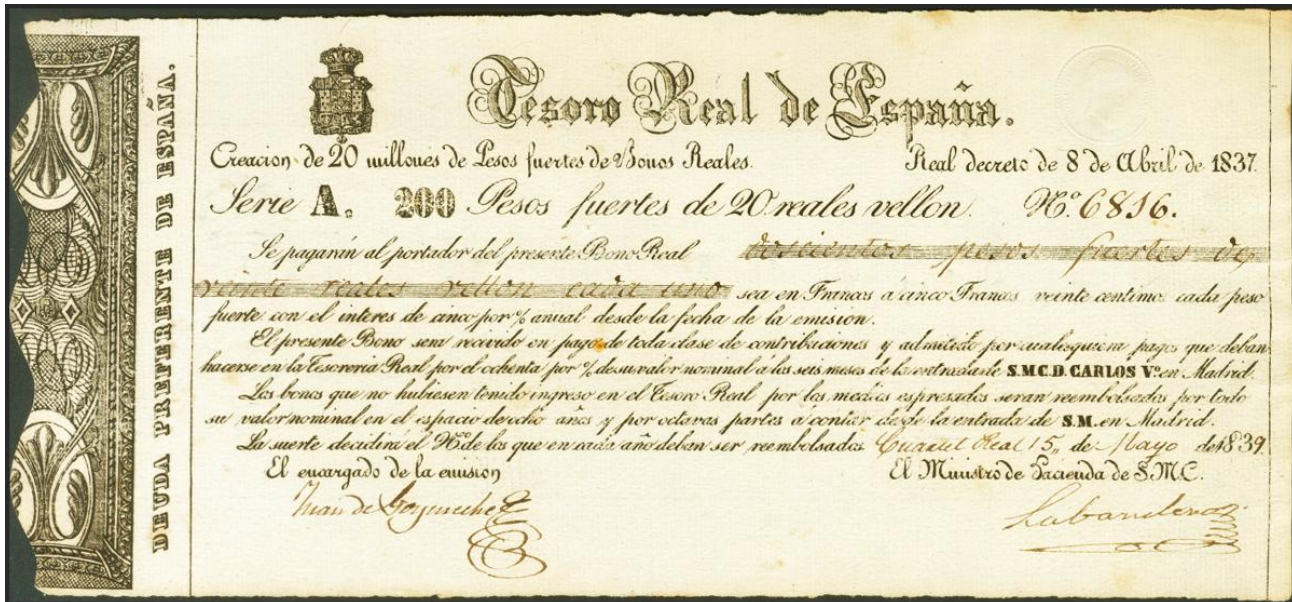 DEUDA PREFERENTE DE ESPAÑA.
Tesoro Real de España.
Creacion de 20 millones de Pesos fuertes de Bonos Reales. Real decreto de 8 de Abril de 1837.
Serie A. 200 Pesos fuertes de 20 reales vellon. Nº 6816.
Se pagarán al portador del presente Bono Real doscientos pesos fuertes de
veinte reales vellon cada uno sea en Francos á cinco Francos veinte centimos cada peso
fuerte con el interes de cinco por % anual desde la fecha de la emision.
El presente Bono sera recivido en pago de toda clase de contribuciones y admitido por cualesquiera pagos que deban
hacerse en la Tesoreria Real por el ochenta por % de su valor nominal á los seis meses de la entrada de S.M.C.D. CARLOS Vº. en Madrid.
Los bonos que no hubiesen tenido ingreso en el Tesoro Real por los medios espresados seran reembolsados por todo
su valor nominal en el espacio de ocho años y por octavas partes á contar desde la entrada de S.M. en Madrid.
La suerte decidira el Nº de los que en cada año deban ser reembolsados. Cuartel Real 15, de Mayo de 1839.
El encargado de la emision El Ministro de Hacienda de S.M.C.
Juan de Goyeneche Labandero